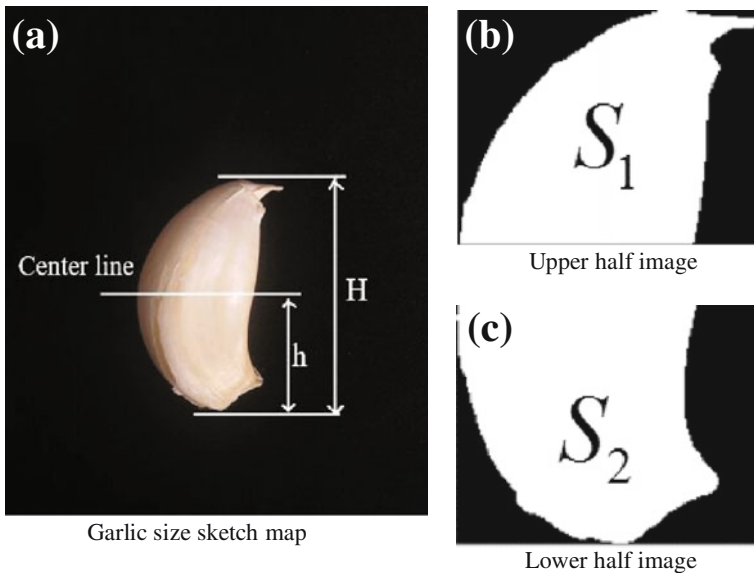 (a)
Center line
H
h
Garlic size sketch map
(b)
S1
Upper half image
(c)
S2
Lower half image